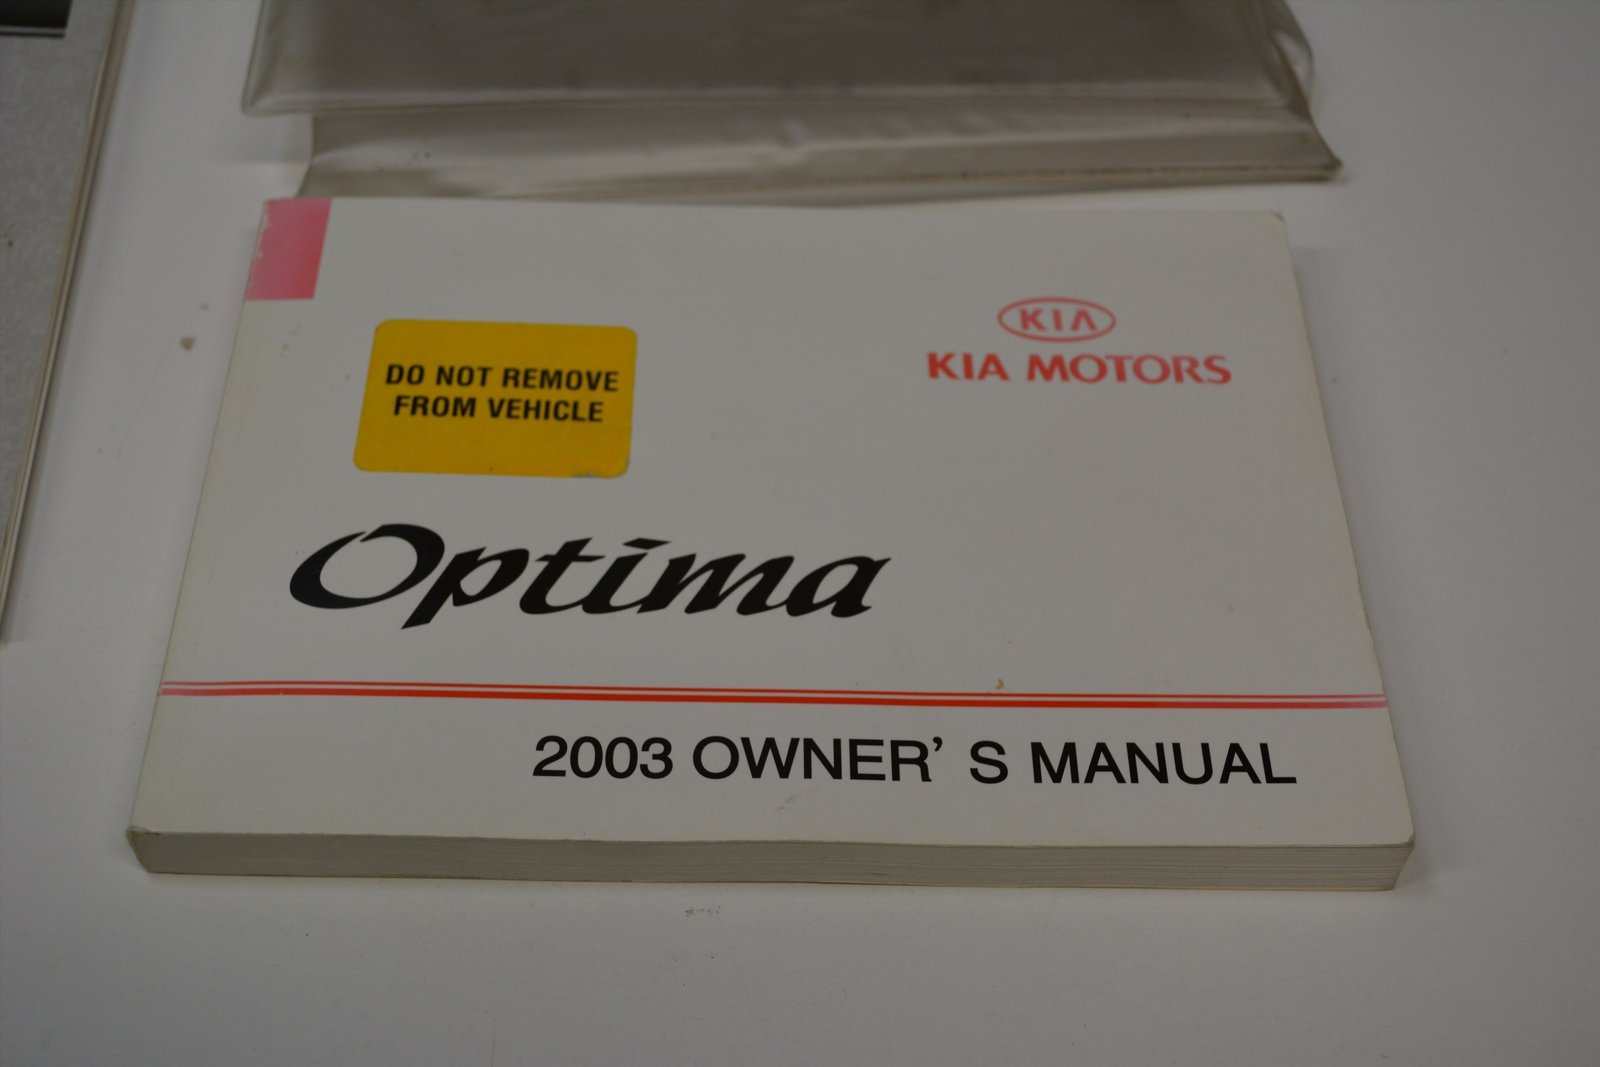 KIA
KIA MOTORS
DO NOT REMOVE
FROM VEHICLE
Optima
2003 OWNER' S MANUAL